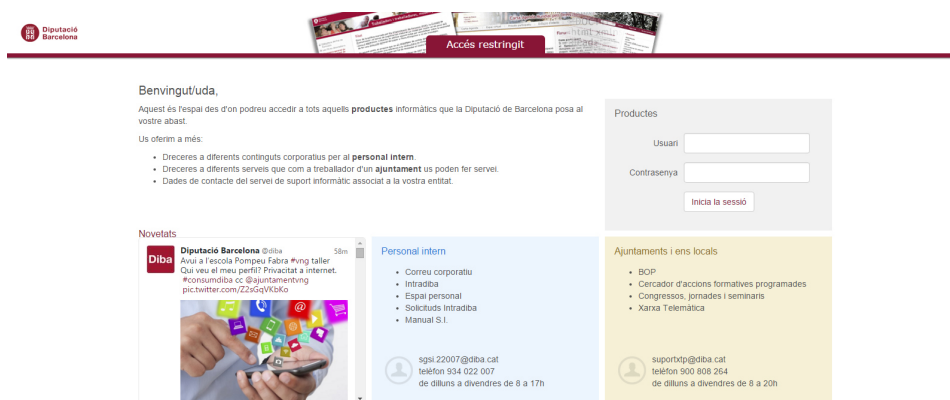 Diputació
Barcelona
Accés restringit
Benvingut/uda,
Aquest és l'espai des d'on podreu accedir a tots aquells productes informàtics que la Diputació de Barcelona posa al
vostre abast.
Us oferim a més:
• Dreceres a diferents continguts corporatius per al personal intern.
• Dreceres a diferents serveis que com a treballador d'un ajuntament us poden fer servei.
• Dades de contacte del servei de suport informàtic associat a la vostra entitat.
Productes
Usuari
Contrasenya
Inicia la sessió
Novetats
Diba
Diputació Barcelona @diba 58m
Avui a l'escola Pompeu Fabra #vng taller
Qui veu el meu perfil? Privacitat a internet.
#consumdiba cc @ajuntamentvng
pic.twitter.com/Z2sGqVKbKo
Personal intern
• Correu corporatiu
• Intradiba
• Espai personal
• Solicituds Intradiba
• Manual S.I.
sgsi.22007@diba.cat
telèfon 934 022 007
de dilluns a divendres de 8 a 17h
Ajuntaments i ens locals
• BOP
• Cercador d'accions formatives programades
• Congressos, jornades i seminaris
• Xarxa Telemàtica
suportxtp@diba.cat
telèfon 900 808 264
de dilluns a divendres de 8 a 20h